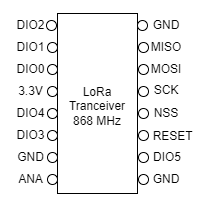 DIO2 GND
DIO1 MISO
DIO0 MOSI
3.3V SCK
LoRa
Tranceiver
868 MHz
DIO4 NSS
DIO3 RESET
GND DIO5
ANA GND